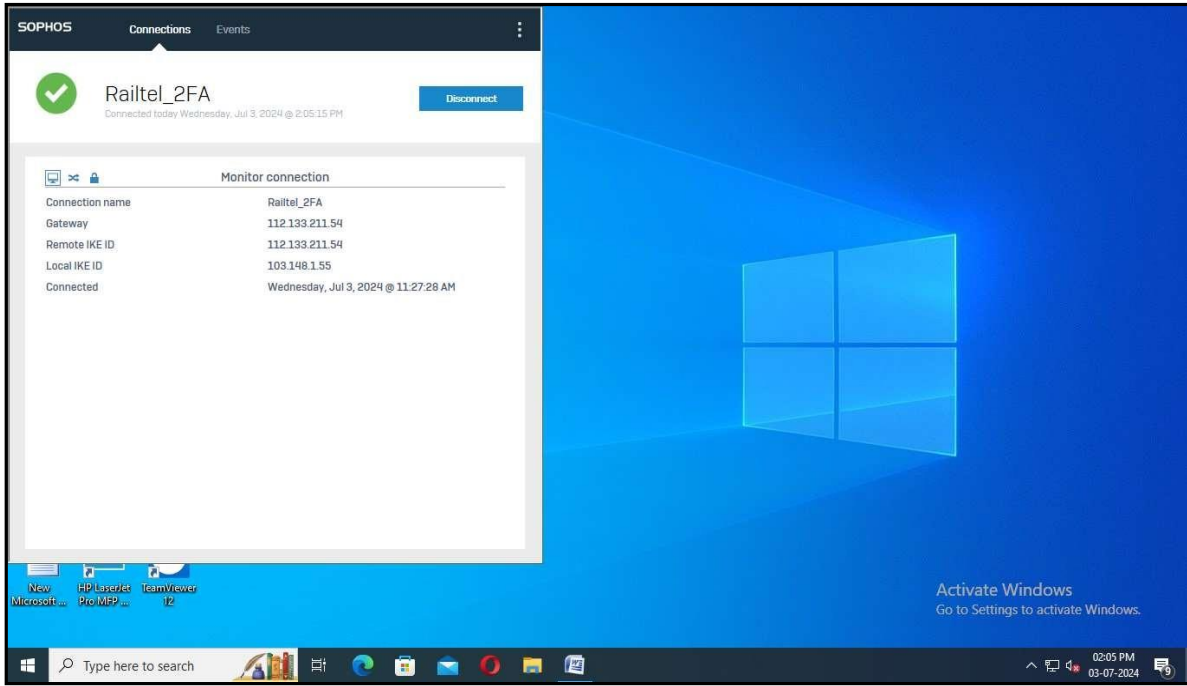 SOPHOS Connections Events
Railtel_2FA
Disconnect
Connected today Wednesday, Jul 3, 2024 @ 2:05:15 PM
Monitor connection
Connection name Railtel_2FA
Gateway 112.133.211.54
Remote IKE ID 112.133.211.54
Local IKE ID 103.148.1.55
Connected Wednesday, Jul 3, 2024 @ 11:27:28 AM
New Microsoft ...
HP LaserJet Pro MFP ...
TeamViewer 12
Activate Windows
Go to Settings to activate Windows.
Type here to search
02:05 PM
03-07-2024
9